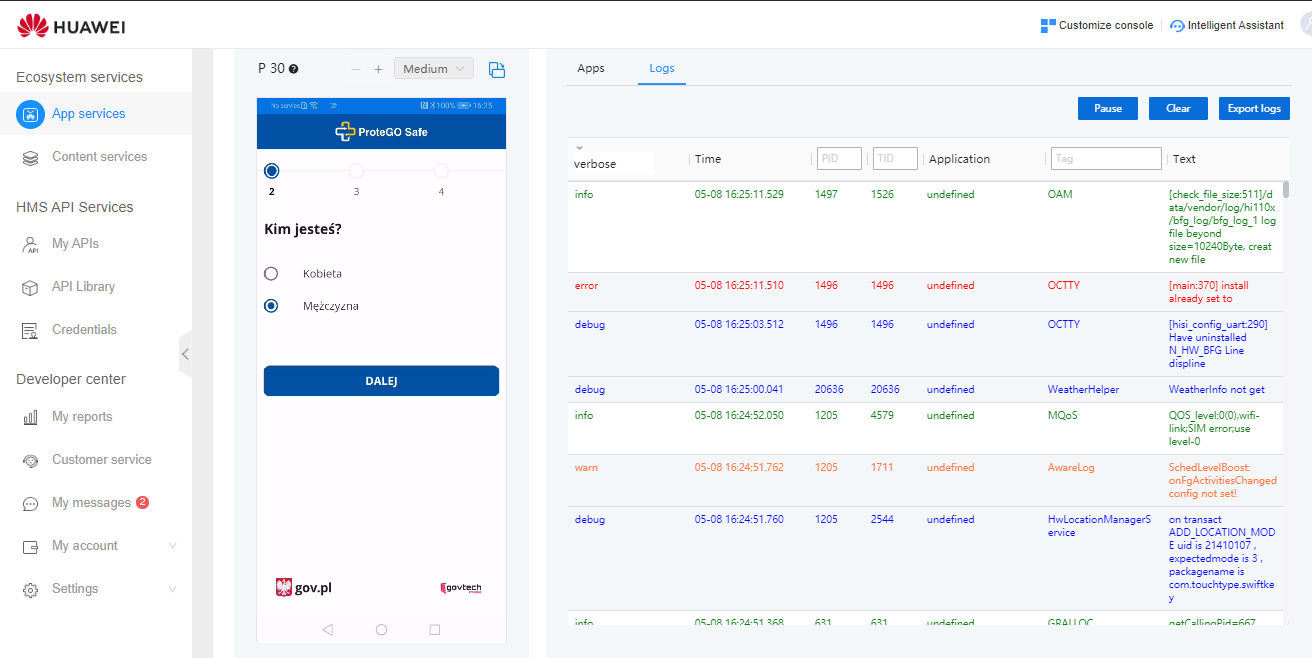 HUAWEI
Customize console
Intelligent Assistant
Ecosystem services
App services
Content services
HMS API Services
My APIs
API Library
Credentials
Developer center
My reports
Customer service
My messages 2
My account
Settings
P 30 ?
− + Medium
No service 100% 16:25
ProteGO Safe
2 3 4
Kim jesteś?
Kobieta
Mężczyzna
DALEJ
gov.pl
govtech
Apps Logs
Pause Clear Export logs
verbose Time PID TID Application Tag Text
info 05-08 16:25:11.529 1497 1526 undefined OAM [check_file_size:511]/d
ata/vendor/log/hi110x
/bfg_log/bfg_log_1 log
file beyond
size=10240Byte, creat
new file
error 05-08 16:25:11.510 1496 1496 undefined OCTTY [main:370] install
already set to
debug 05-08 16:25:03.512 1496 1496 undefined OCTTY [hisi_config_uart:290]
Have uninstalled
N_HW_BFG Line
displine
debug 05-08 16:25:00.041 20636 20636 undefined WeatherHelper WeatherInfo not get
info 05-08 16:24:52.050 1205 4579 undefined MQoS QOS_level:0(0),wifi-
link;SIM error;use
level-0
warn 05-08 16:24:51.762 1205 1711 undefined AwareLog SchedLevelBoost:
onFgActivitiesChanged
config not set!
debug 05-08 16:24:51.760 1205 2544 undefined HwLocationManagerS on transact
ervice ADD_LOCATION_MOD
E uid is 21410107 ,
expectedmode is 3 ,
packagename is
com.touchtype.swiftke
y
info 05-08 16:24:51.368 631 631 undefined GRALLOC getCallingPid=667